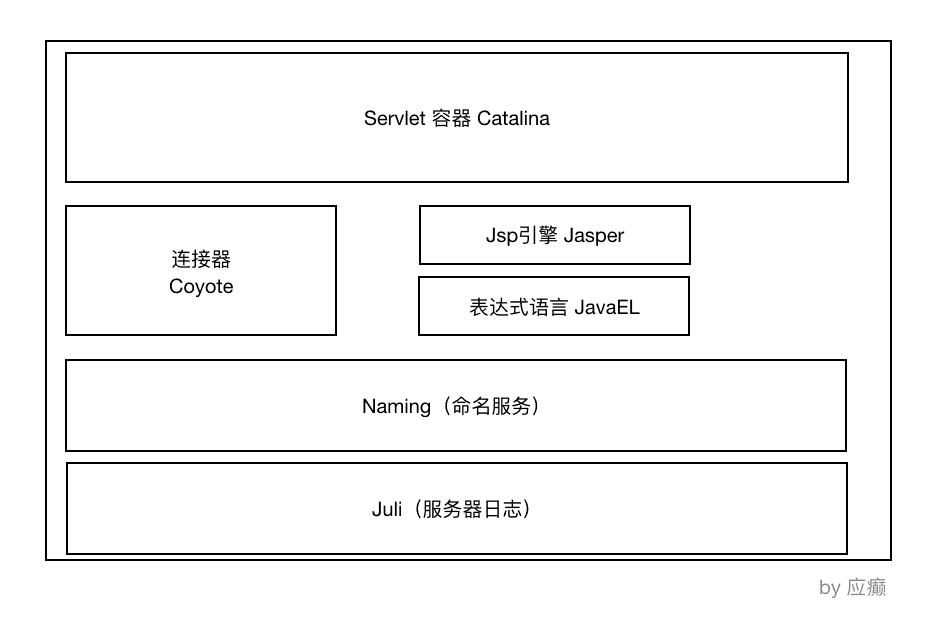 Servlet 容器 Catalina
连接器
Coyote
Jsp引擎 Jasper
表达式语言 JavaEL
Naming（命名服务）
Juli（服务器日志）
by 应癫